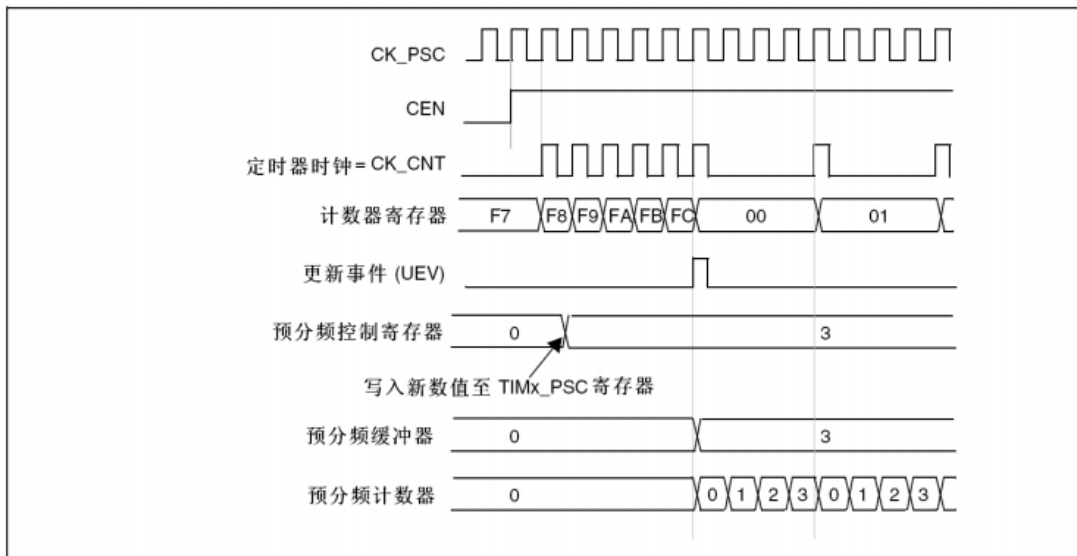 CK_PSC
CEN
定时器时钟= CK_CNT
计数器寄存器 F7 F8 F9 FA FB FC 00 01
更新事件 (UEV)
预分频控制寄存器 0 3
写入新数值至 TIMx_PSC 寄存器
预分频缓冲器 0 3
预分频计数器 0 0 1 2 3 0 1 2 3